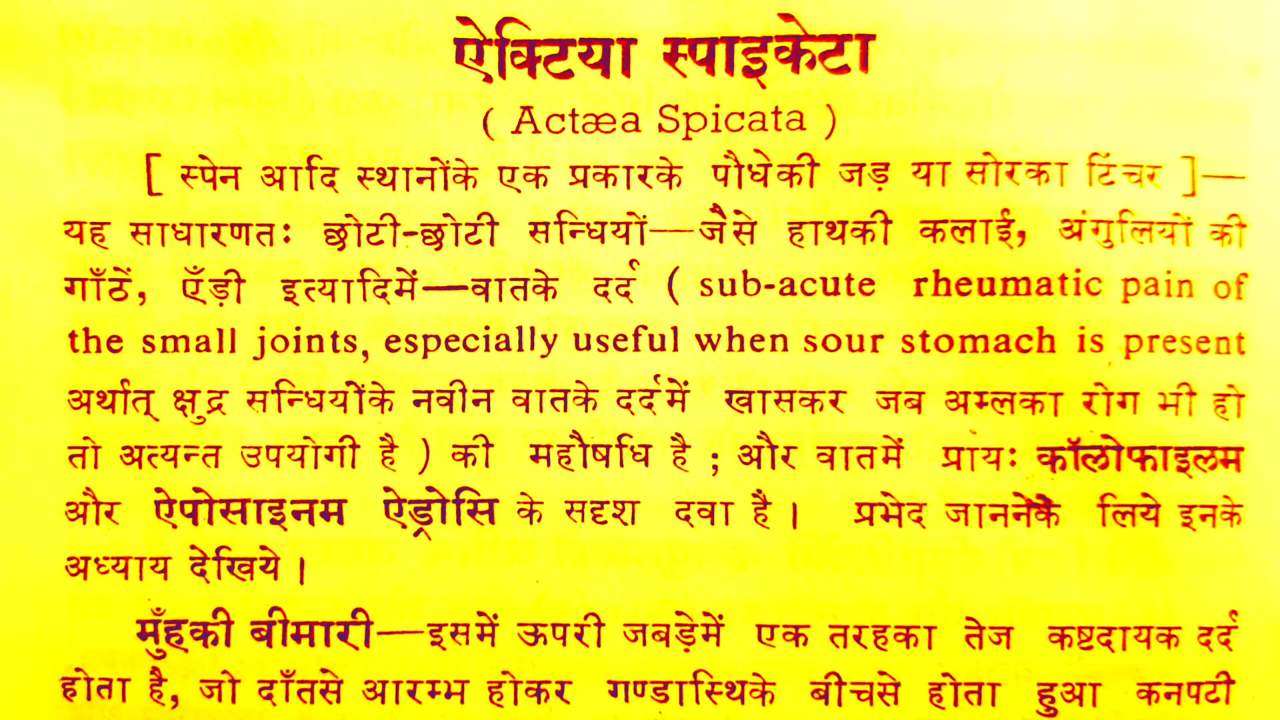 ऐक्टिया स्पाइकेटा
( Actæa Spicata )
[ स्पेन आदि स्थानोंके एक प्रकारके पौधेकी जड़ या सोरका टिंचर ]—
यह साधारणतः छोटी-छोटी सन्धियों—जैसे हाथकी कलाई, अंगुलियों की
गाँठें, एँड़ी इत्यादिमें—वातके दर्द ( sub-acute rheumatic pain of
the small joints, especially useful when sour stomach is present
अर्थात् क्षुद्र सन्धियोंके नवीन वातके दर्दमें खासकर जब अम्लका रोग भी हो
तो अत्यन्त उपयोगी है ) की महौषधि है ; और वातमें प्रायः कॉलोफाइलम
और ऐपोसाइनम ऐड्रोसि के सदृश दवा है । प्रभेद जाननेके लिये इनके
अध्याय देखिये ।
मुँहकी बीमारी—इसमें ऊपरी जबड़ेमें एक तरहका तेज कष्टदायक दर्द
होता है, जो दाँतसे आरम्भ होकर गण्डास्थिके बीचसे होता हुआ कनपटी